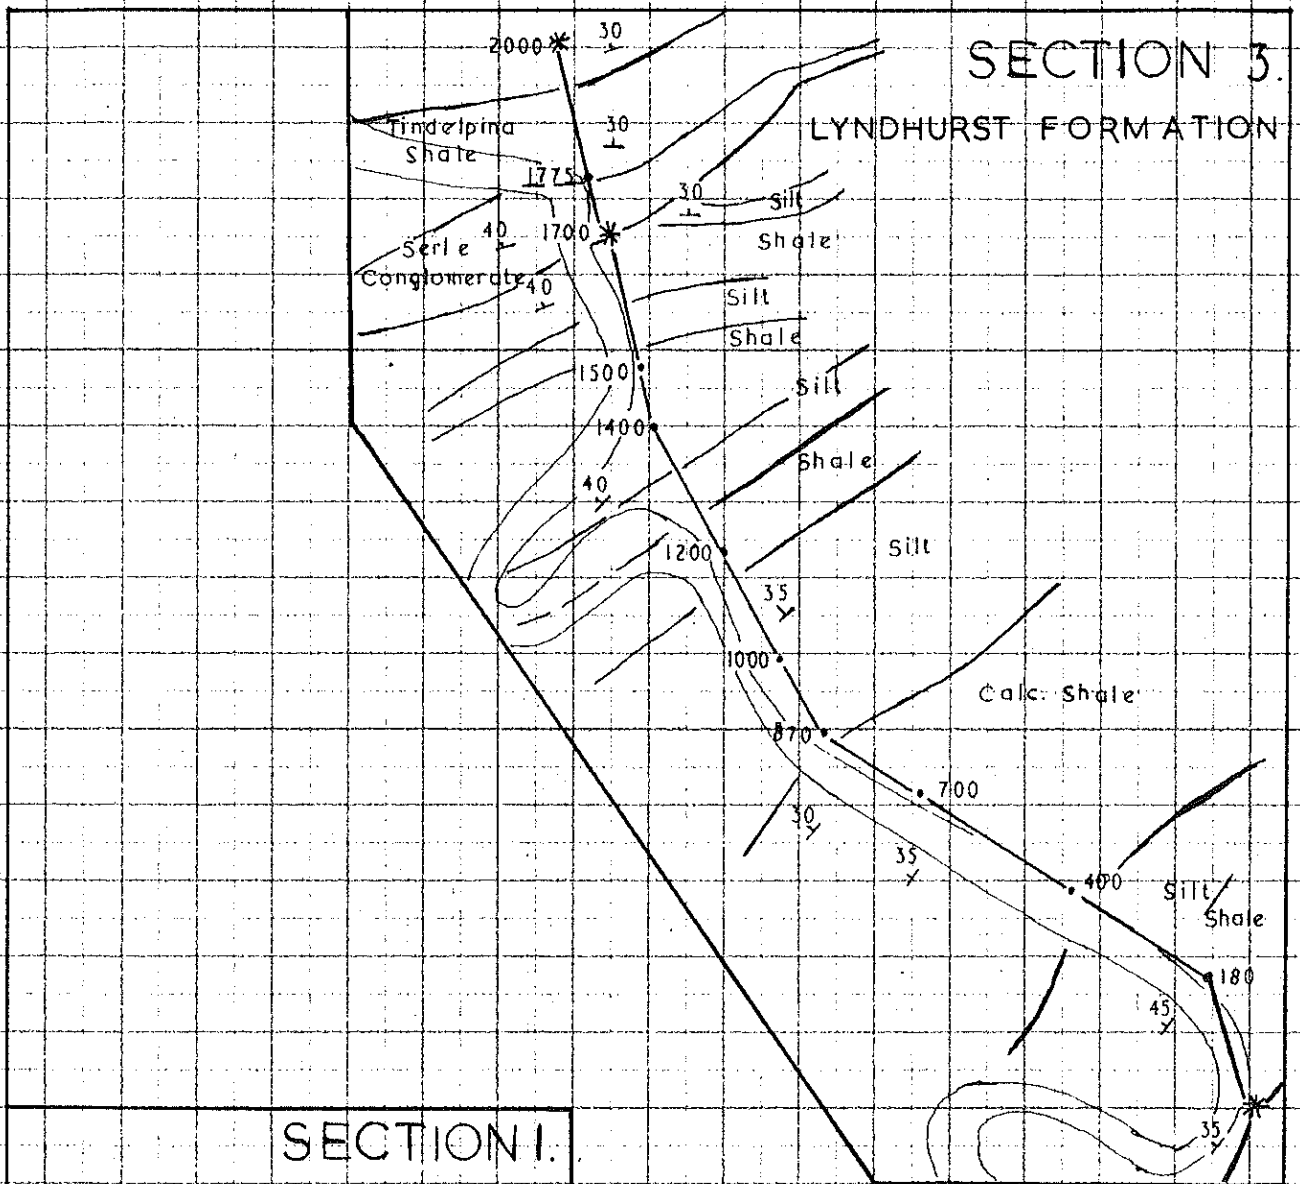 SECTION 3.
LYNDHURST FORMATION
2000
30
Tindelpina
Shale
30
1775
30
Silt
Shale
40
1700
Serle
Conglomerate
40
Silt
Shale
1500
Silt
1400
Shale
40
1200
Silt
35
1000
Calc. Shale
870
700
30
35
400
Silt
Shale
180
45
35
SECTION 1.